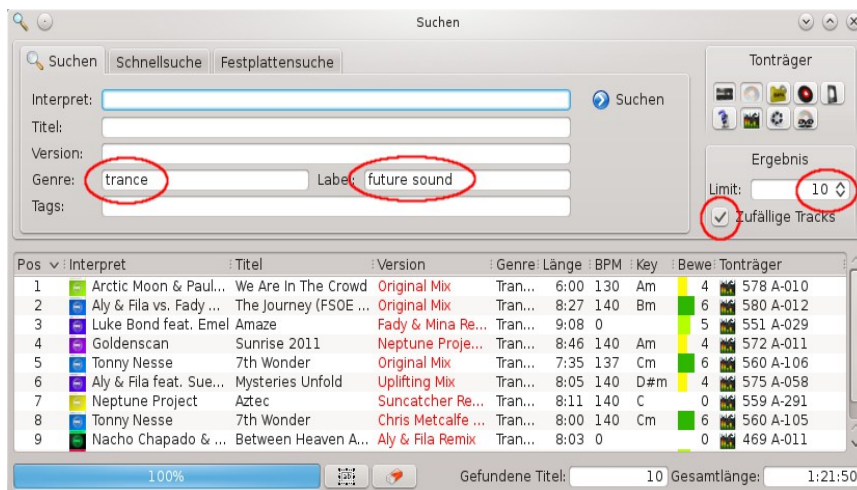 Suchen
Suchen Schnellsuche Festplattensuche
Tonträger
Interpret:
Suchen
Titel:
Version:
Genre: trance Label: future sound
Tags:
Ergebnis
Limit: 10
Zufällige Tracks
Pos Interpret Titel Version Genre Länge BPM Key Bewe Tonträger
1 Arctic Moon & Paul... We Are In The Crowd Original Mix Tran... 6:00 130 Am 4 578 A-010
2 Aly & Fila vs. Fady ... The Journey (FSOE ... Original Mix Tran... 8:27 140 Bm 6 580 A-012
3 Luke Bond feat. Emel Amaze Fady & Mina Re... Tran... 9:08 0 5 551 A-029
4 Goldenscan Sunrise 2011 Neptune Proje... Tran... 8:46 140 Am 4 572 A-011
5 Tonny Nesse 7th Wonder Original Mix Tran... 7:35 137 Cm 6 560 A-106
6 Aly & Fila feat. Sue... Mysteries Unfold Uplifting Mix Tran... 8:05 140 D#m 4 575 A-058
7 Neptune Project Aztec Suncatcher Re... Tran... 8:11 140 C 0 559 A-291
8 Tonny Nesse 7th Wonder Chris Metcalfe ... Tran... 8:00 140 Cm 6 560 A-105
9 Nacho Chapado & ... Between Heaven A... Aly & Fila Remix Tran... 8:03 0 0 469 A-011
100% Gefundene Titel: 10 Gesamtlänge: 1:21:50